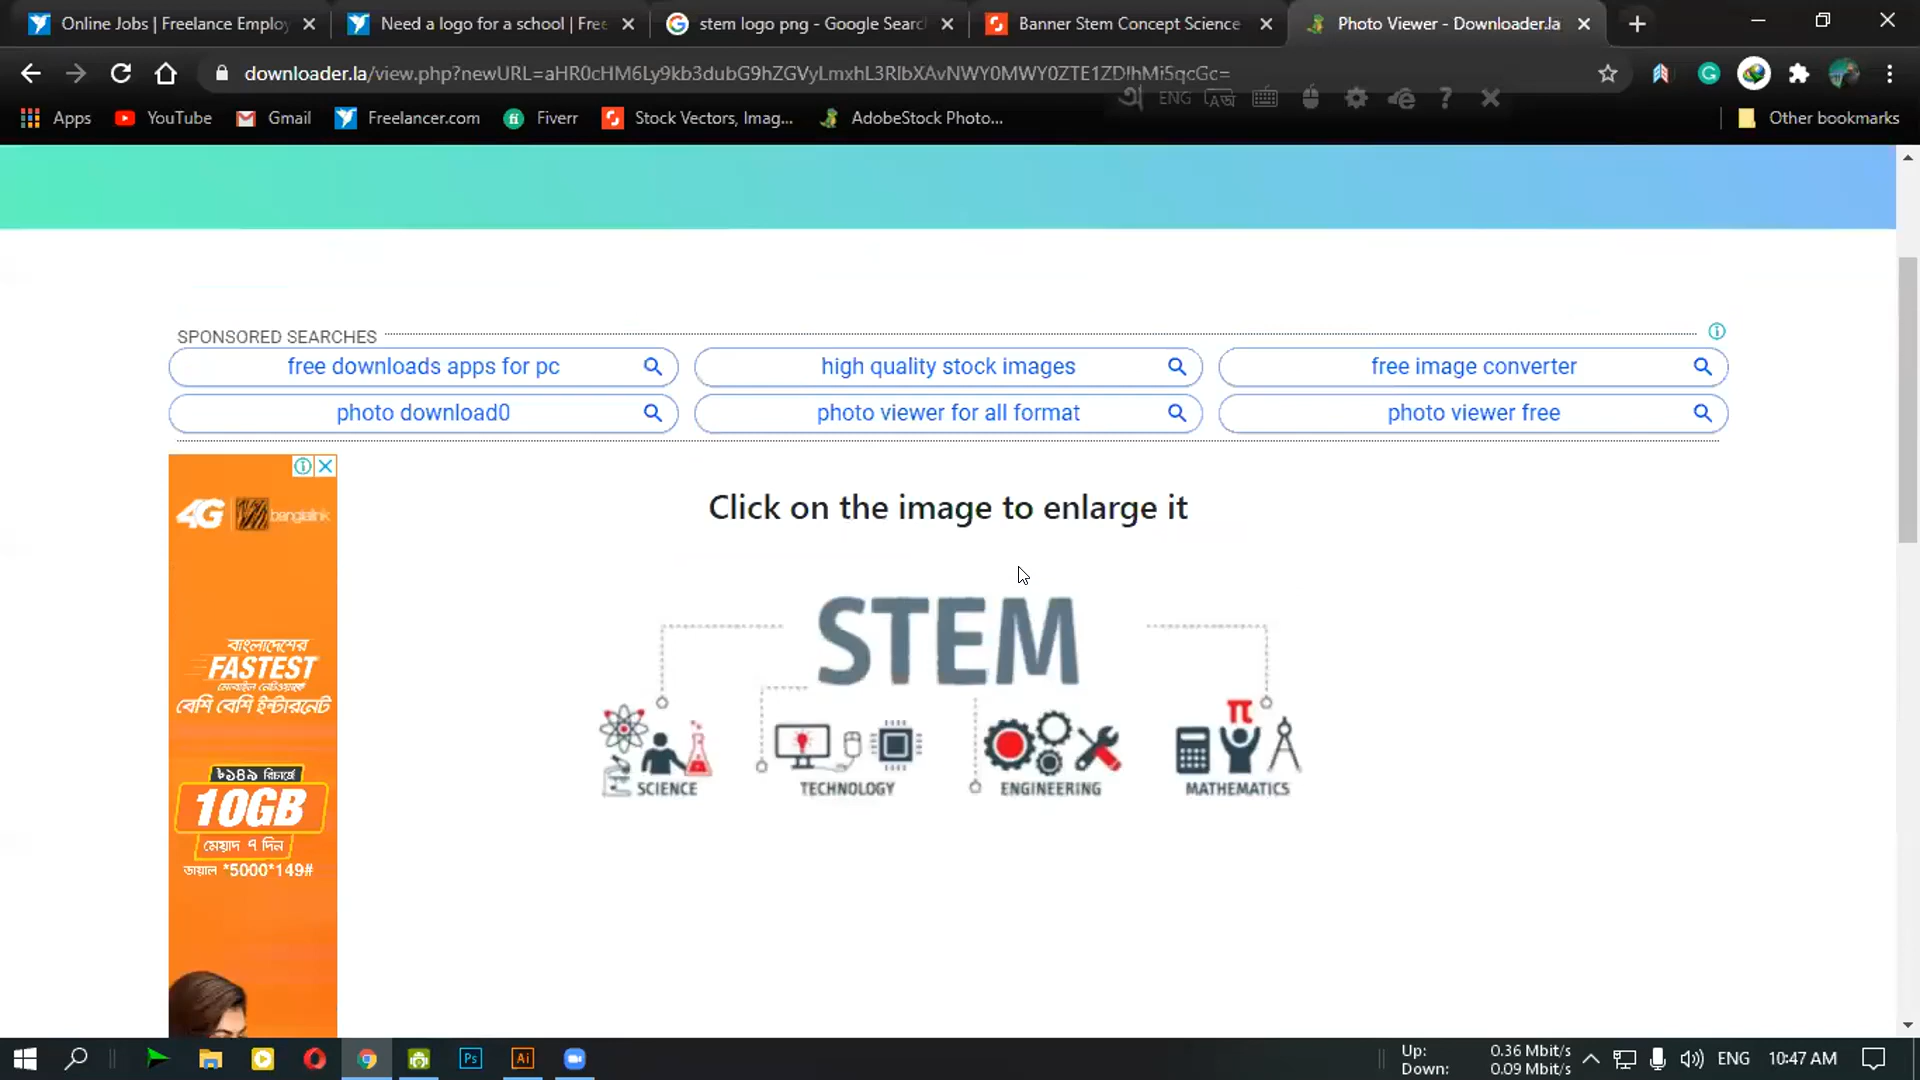 Online Jobs | Freelance Employ
Need a logo for a school | Free
stem logo png - Google Search
Banner Stem Concept Science
Photo Viewer - Downloader.la
downloader.la/view.php?newURL=
ENG
Apps
YouTube
Gmail
Freelancer.com
Fiverr
Stock Vectors, Imag...
AdobeStock Photo...
Other bookmarks
SPONSORED SEARCHES
free downloads apps for pc
high quality stock images
free image converter
photo download0
photo viewer for all format
photo viewer free
4G banglalink
Click on the image to enlarge it
STEM
বাংলাদেশের
FASTEST
বেশি বেশি ইন্টারনেট
৳১৪৯ রিচার্জে
10GB
মেয়াদ ৭ দিন
ডায়াল *5000*149#
π
SCIENCE
TECHNOLOGY
ENGINEERING
MATHEMATICS
Ps
Ai
Up: 0.36 Mbit/s
Down: 0.09 Mbit/s
ENG
10:47 AM